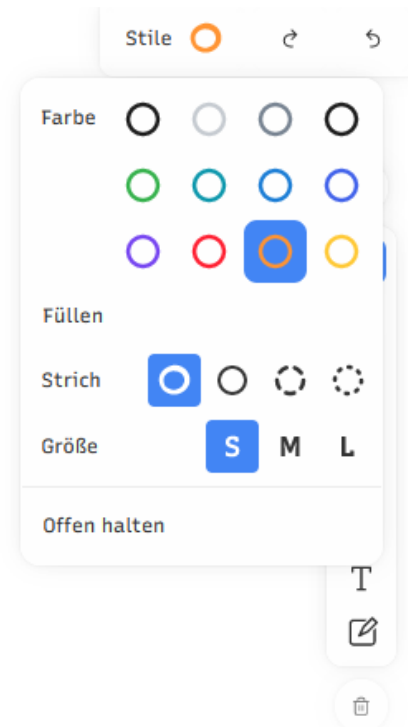 Stile
Farbe
Füllen
Strich
Größe S M L
Offen halten
T